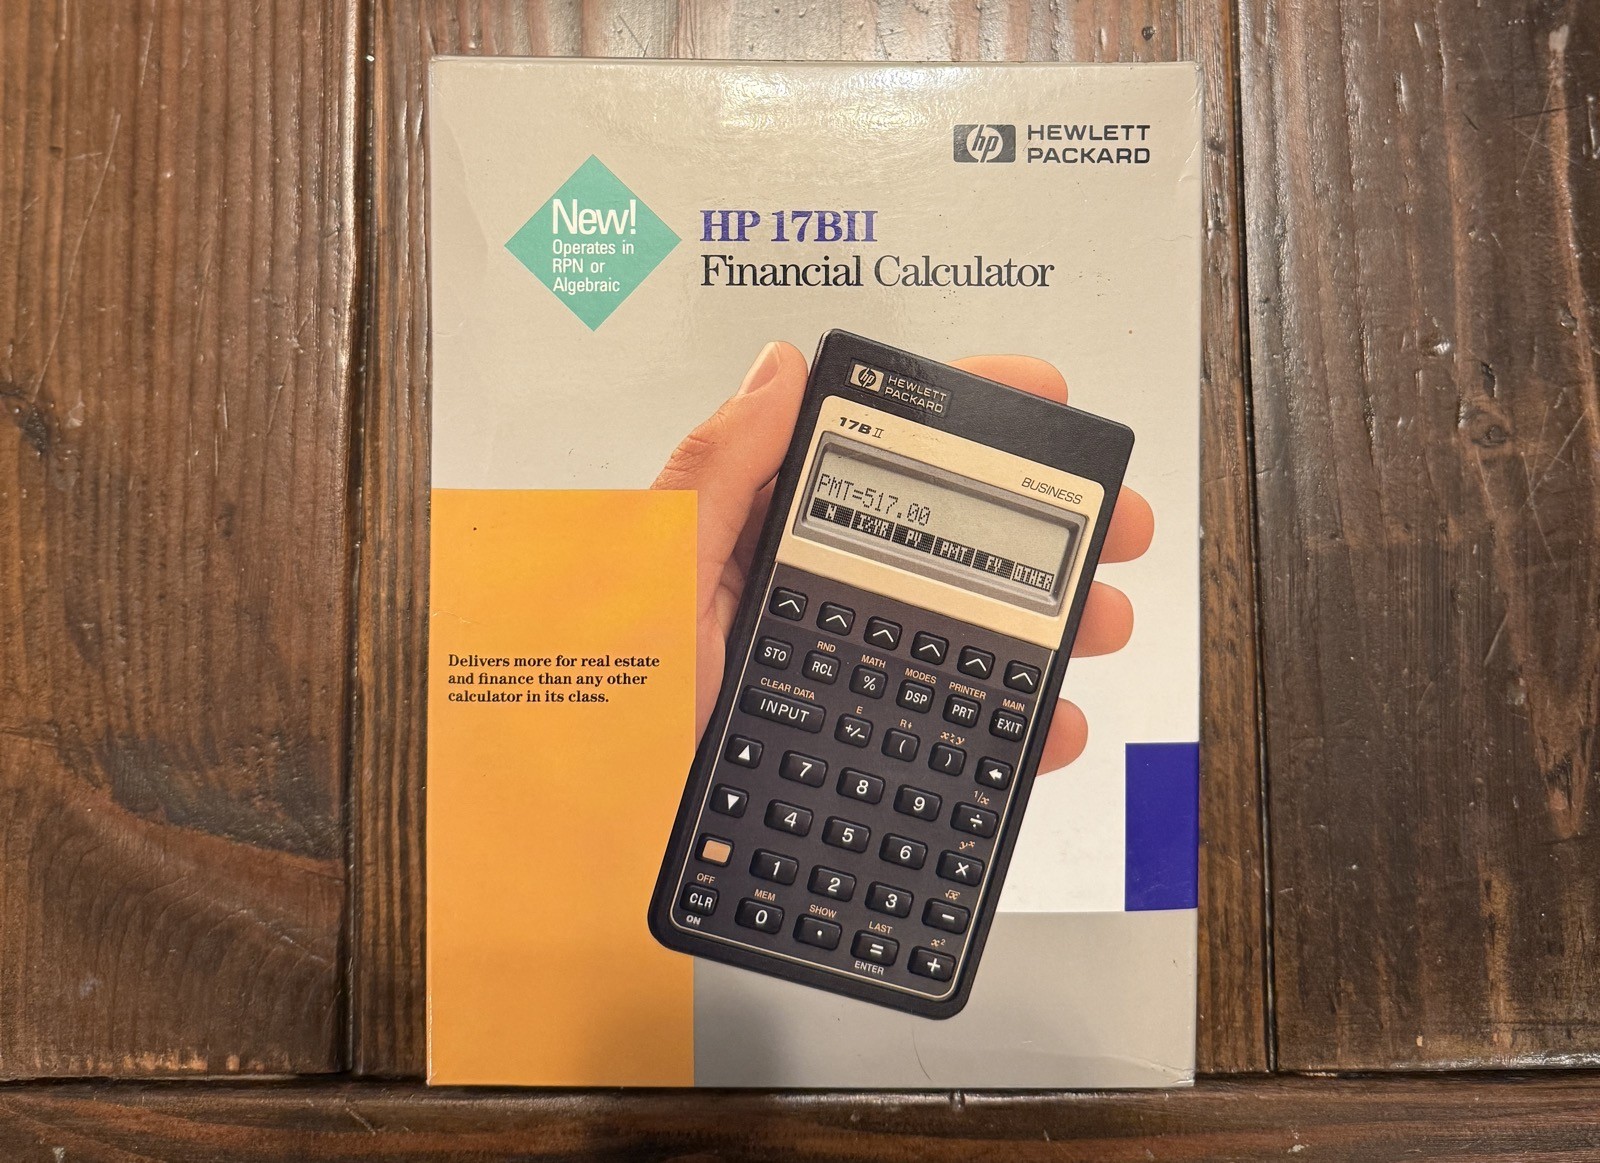 HEWLETT
PACKARD
New!
Operates in
RPN or
Algebraic
HP 17BII
Financial Calculator
hp HEWLETT
PACKARD
17BII
BUSINESS
PMT=517.00
N I%YR PV PMT FV OTHER
RND MATH MODES PRINTER MAIN
STO RCL % DSP PRT EXIT
CLEAR DATA E R↓ x≷y
INPUT +/− ( ) ←
1/x
▲ 7 8 9 ÷
yˣ
▼ 4 5 6 ×
√x
1 2 3 −
OFF MEM SHOW LAST x²
CLR 0 . = +
ON ENTER
Delivers more for real estate
and finance than any other
calculator in its class.